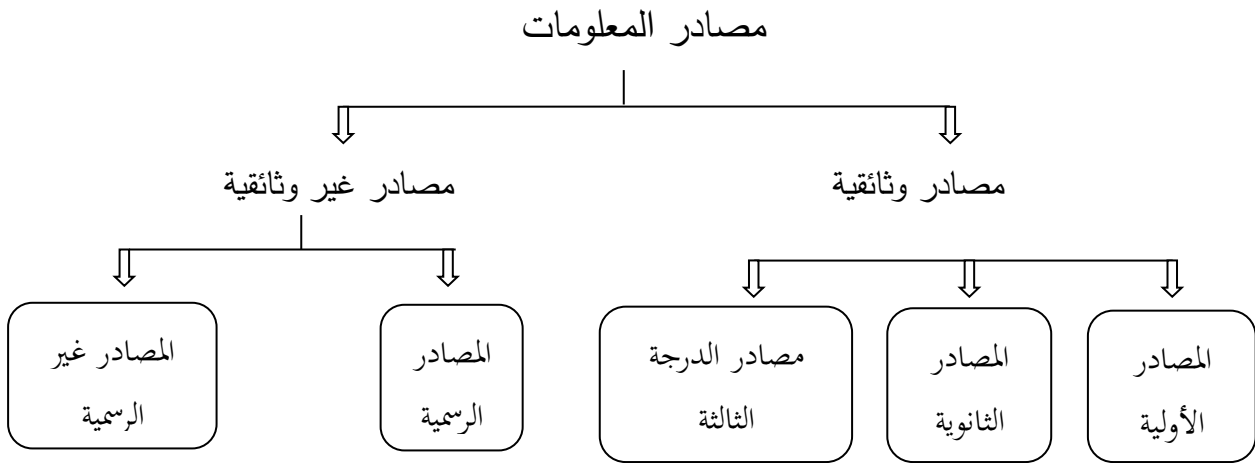 مصادر المعلومات
مصادر وثائقية
مصادر غير وثائقية
المصادر
الأولية
المصادر
الثانوية
مصادر الدرجة
الثالثة
المصادر
الرسمية
المصادر غير
الرسمية